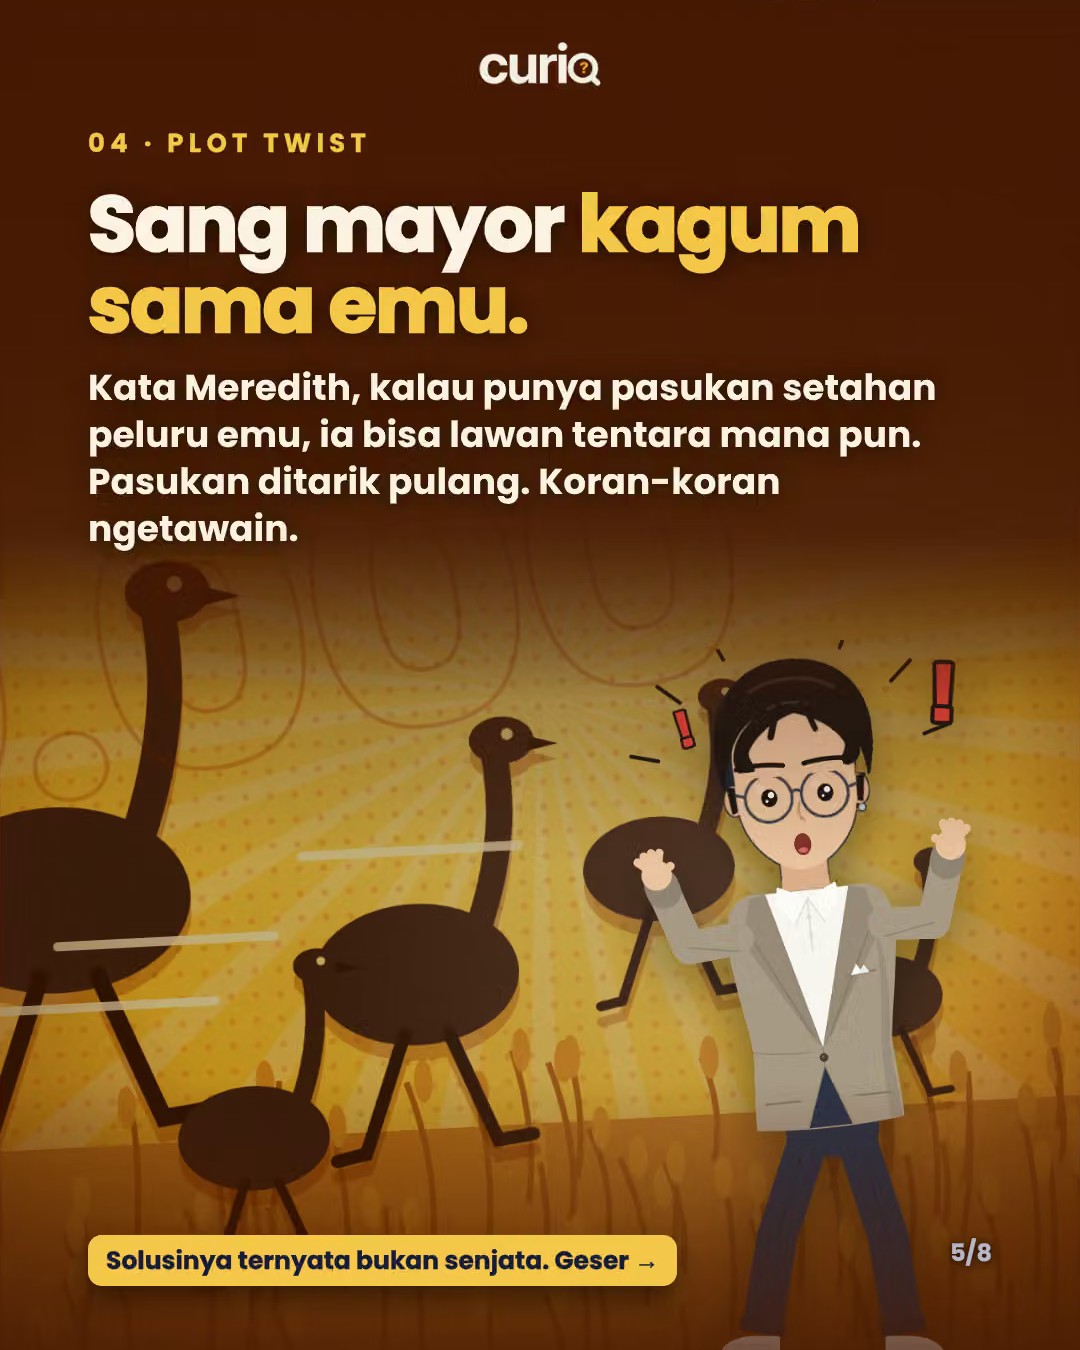 curiQ
04 · PLOT TWIST
Sang mayor kagum
sama emu.
Kata Meredith, kalau punya pasukan setahan
peluru emu, ia bisa lawan tentara mana pun.
Pasukan ditarik pulang. Koran-koran
ngetawain.
Solusinya ternyata bukan senjata. Geser →
5/8